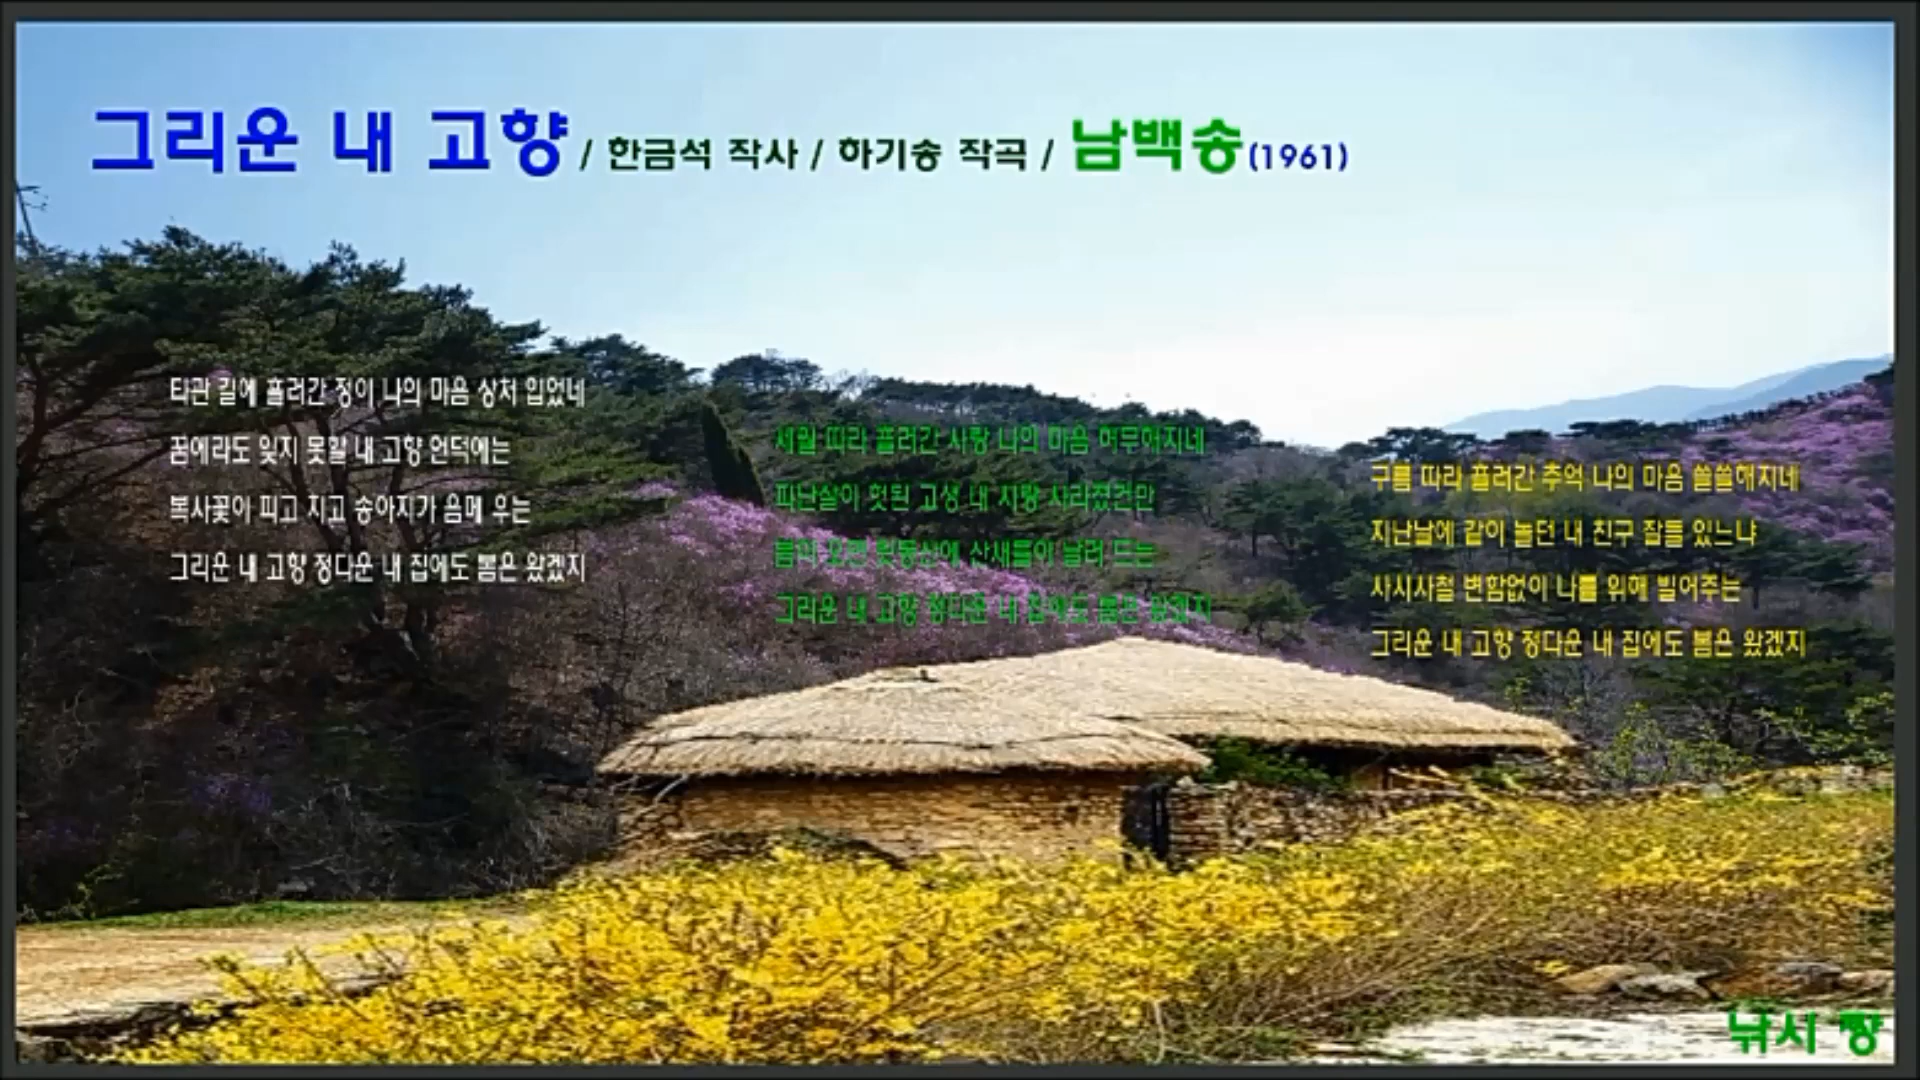 그리운 내 고향 / 한금석 작사 / 하기송 작곡 / 남백송(1961)
타관 길에 흘러간 정이 나의 마음 상처 입었네
꿈에라도 잊지 못할 내 고향 언덕에는
복사꽃이 피고 지고 송아지가 음메 우는
그리운 내 고향 정다운 내 집에도 봄은 왔겠지
세월 따라 흘러간 사랑 나의 마음 허무해지네
피난살이 헛된 고생 내 사랑 사라졌건만
봄이 오면 뒷동산에 산새들이 날러 드는
그리운 내 고향 정다운 내 집에도 봄은 왔겠지
구름 따라 흘러간 추억 나의 마음 쓸쓸해지네
지난날에 같이 놀던 내 친구 잘들 있느냐
사시사철 변함없이 나를 위해 빌어주는
그리운 내 고향 정다운 내 집에도 봄은 왔겠지
낚시